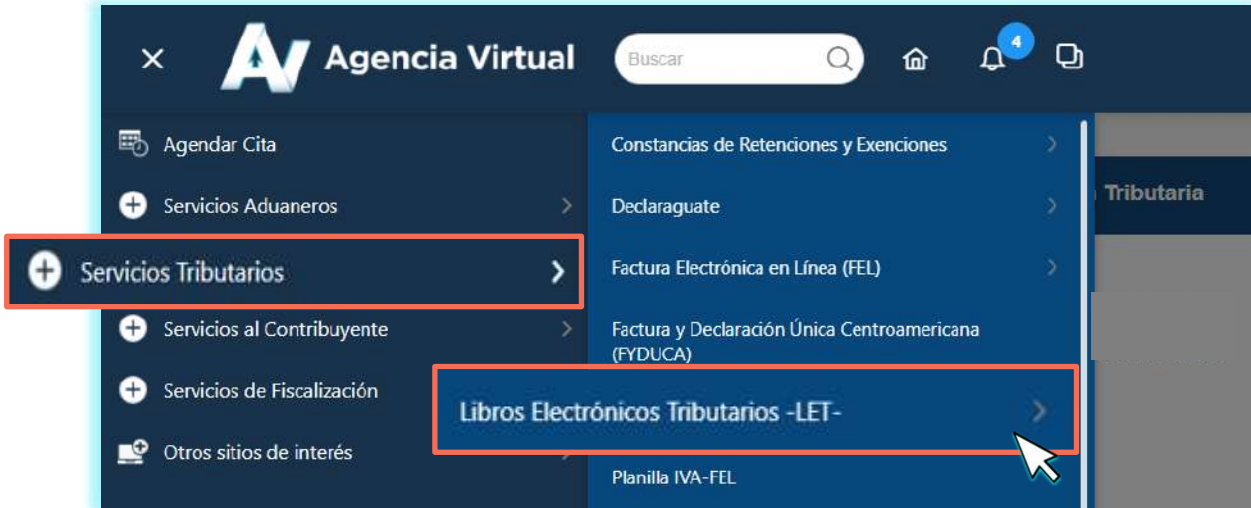 Agencia Virtual
Buscar
4
Agendar Cita
Servicios Aduaneros
Servicios Tributarios
Servicios al Contribuyente
Servicios de Fiscalización
Otros sitios de interés
Constancias de Retenciones y Exenciones
Declaraguate
Factura Electrónica en Línea (FEL)
Factura y Declaración Única Centroamericana
(FYDUCA)
Libros Electrónicos Tributarios -LET-
Planilla IVA-FEL
Tributaria